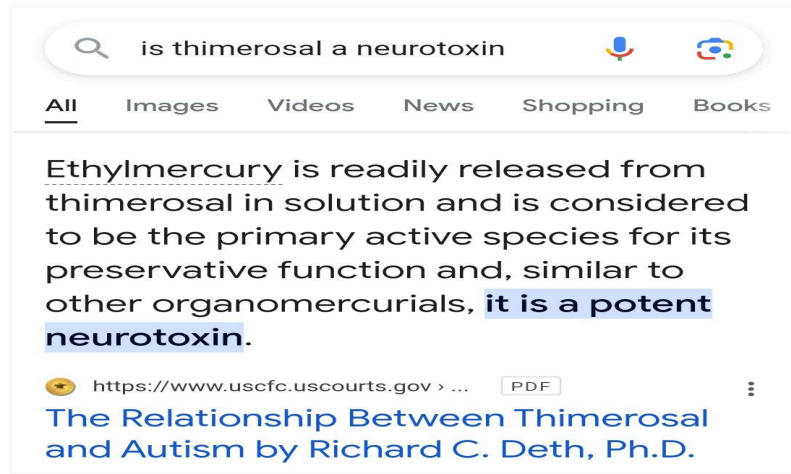 is thimerosal a neurotoxin
All Images Videos News Shopping Books
Ethylmercury is readily released from
thimerosal in solution and is considered
to be the primary active species for its
preservative function and, similar to
other organomercurials, it is a potent
neurotoxin.
https://www.uscfc.uscourts.gov › ... PDF
The Relationship Between Thimerosal
and Autism by Richard C. Deth, Ph.D.